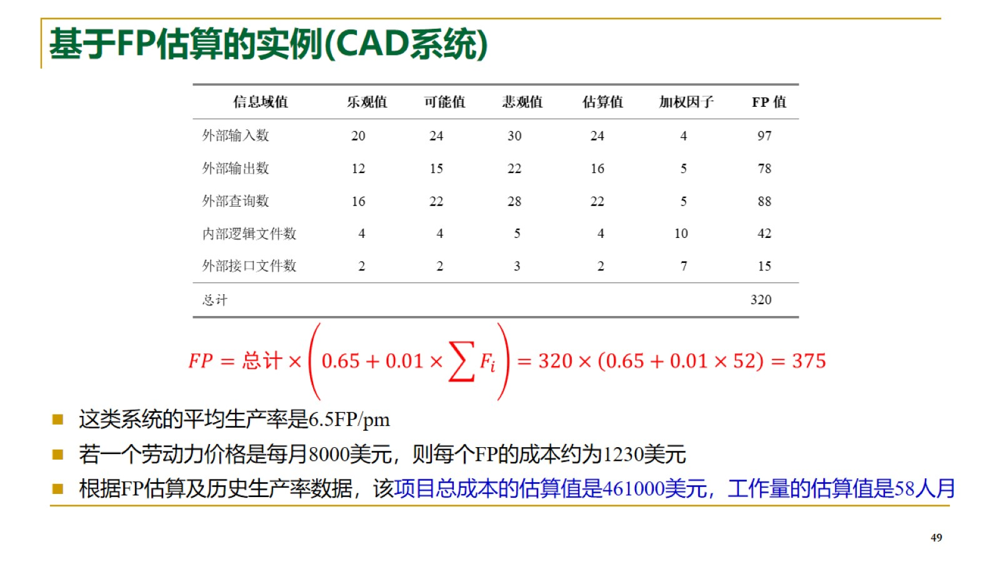 基于FP估算的实例(CAD系统)
信息域值 乐观值 可能值 悲观值 估算值 加权因子 FP 值
外部输入数 20 24 30 24 4 97
外部输出数 12 15 22 16 5 78
外部查询数 16 22 28 22 5 88
内部逻辑文件数 4 4 5 4 10 42
外部接口文件数 2 2 3 2 7 15
总计 320
FP = 总计 × (0.65 + 0.01 × ∑ Fᵢ) = 320 × (0.65 + 0.01 × 52) = 375
■ 这类系统的平均生产率是6.5FP/pm
■ 若一个劳动力价格是每月8000美元，则每个FP的成本约为1230美元
■ 根据FP估算及历史生产率数据，该项目总成本的估算值是461000美元，工作量的估算值是58人月
49